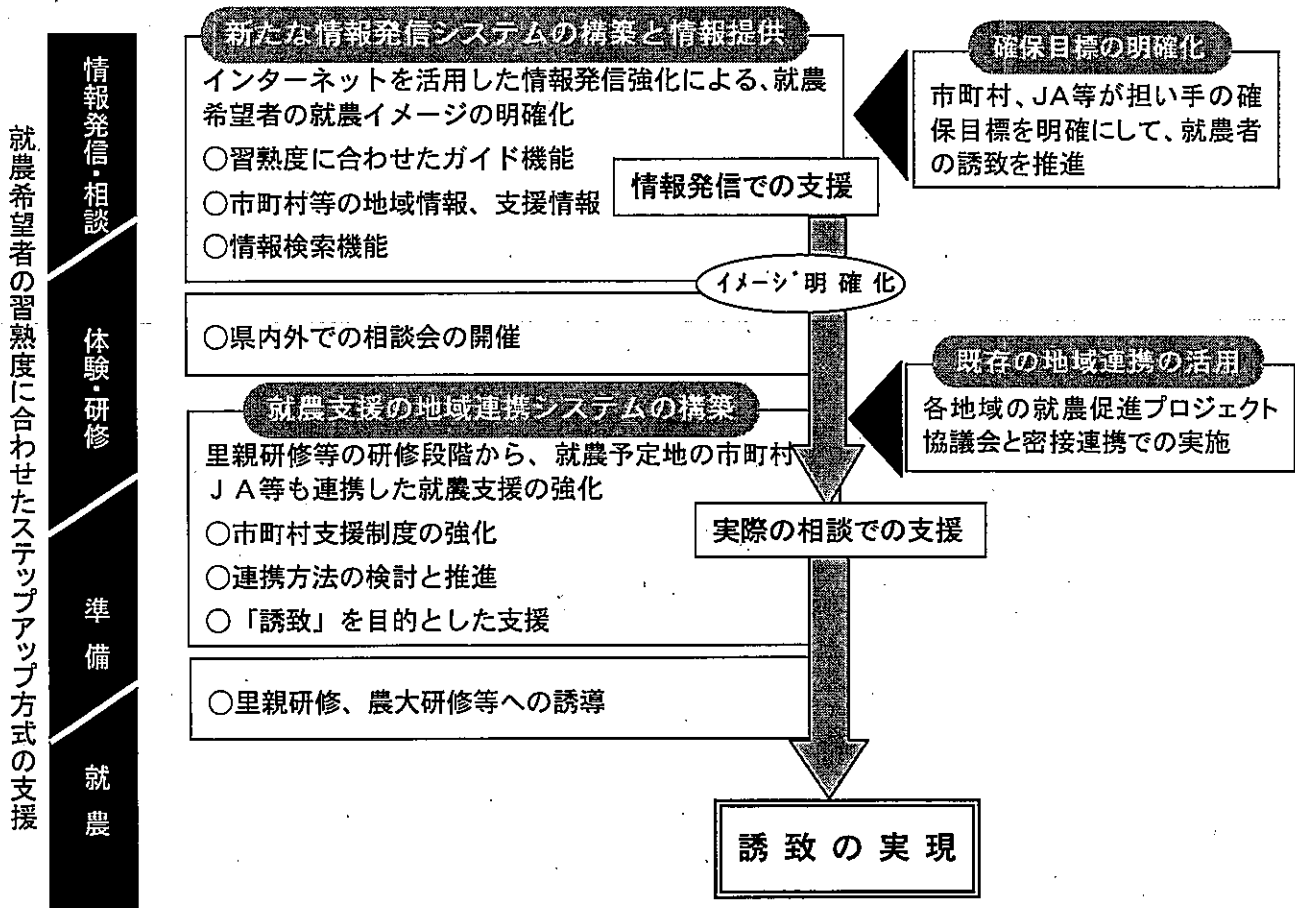 就農希望者の習熟度に合わせたステップアップ方式の支援
情報発信・相談
体験・研修
準備
就農
新たな情報発信システムの構築と情報提供
インターネットを活用した情報発信強化による、就農
希望者の就農イメージの明確化
○習熟度に合わせたガイド機能
○市町村等の地域情報、支援情報
○情報検索機能
情報発信での支援
確保目標の明確化
市町村、JA等が担い手の確
保目標を明確にして、就農者
の誘致を推進
イメージ明確化
○県内外での相談会の開催
既存の地域連携の活用
各地域の就農促進プロジェクト
協議会と密接連携での実施
就農支援の地域連携システムの構築
里親研修等の研修段階から、就農予定地の市町村
ＪＡ等も連携した就農支援の強化
○市町村支援制度の強化
○連携方法の検討と推進
○「誘致」を目的とした支援
実際の相談での支援
○里親研修、農大研修等への誘導
誘致の実現